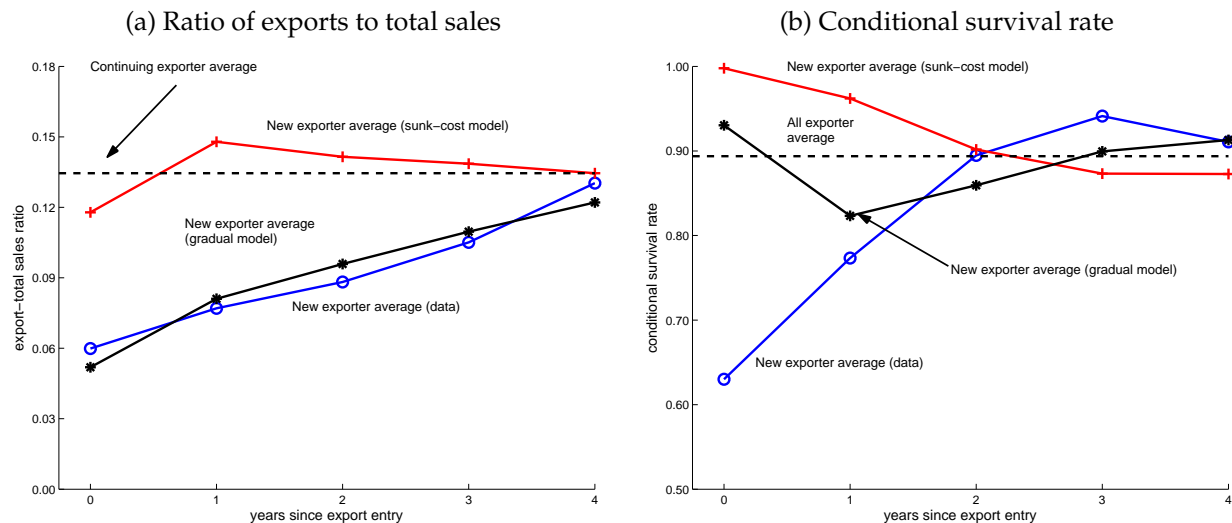 (a) Ratio of exports to total sales
0.18
0.15
0.12
0.09
0.06
0.03
0.00
export−total sales ratio
Continuing exporter average
New exporter average (sunk−cost model)
New exporter average
(gradual model)
New exporter average (data)
0 1 2 3 4
years since export entry
(b) Conditional survival rate
1.00
0.90
0.80
0.70
0.60
0.50
conditional survival rate
New exporter average (sunk−cost model)
All exporter
average
New exporter average (gradual model)
New exporter average (data)
0 1 2 3 4
years since export entry